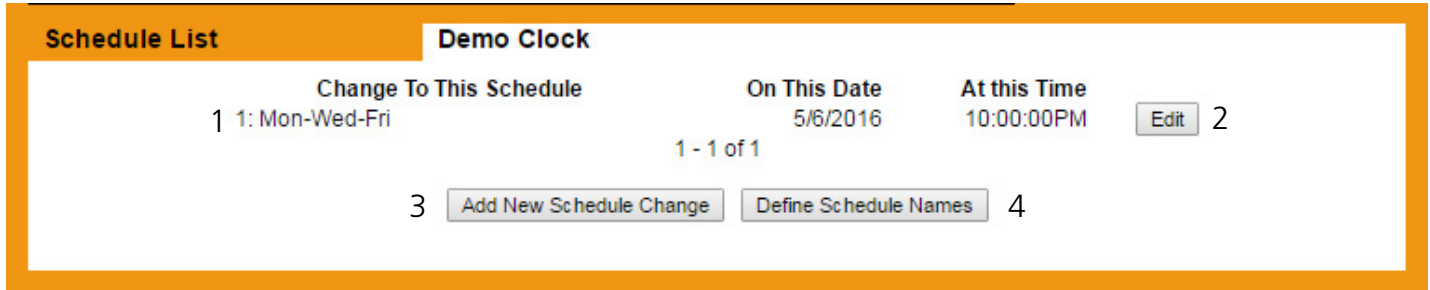 Schedule List Demo Clock
Change To This Schedule On This Date At this Time
1 1: Mon-Wed-Fri 5/6/2016 10:00:00PM Edit 2
1 - 1 of 1
3 Add New Schedule Change Define Schedule Names 4